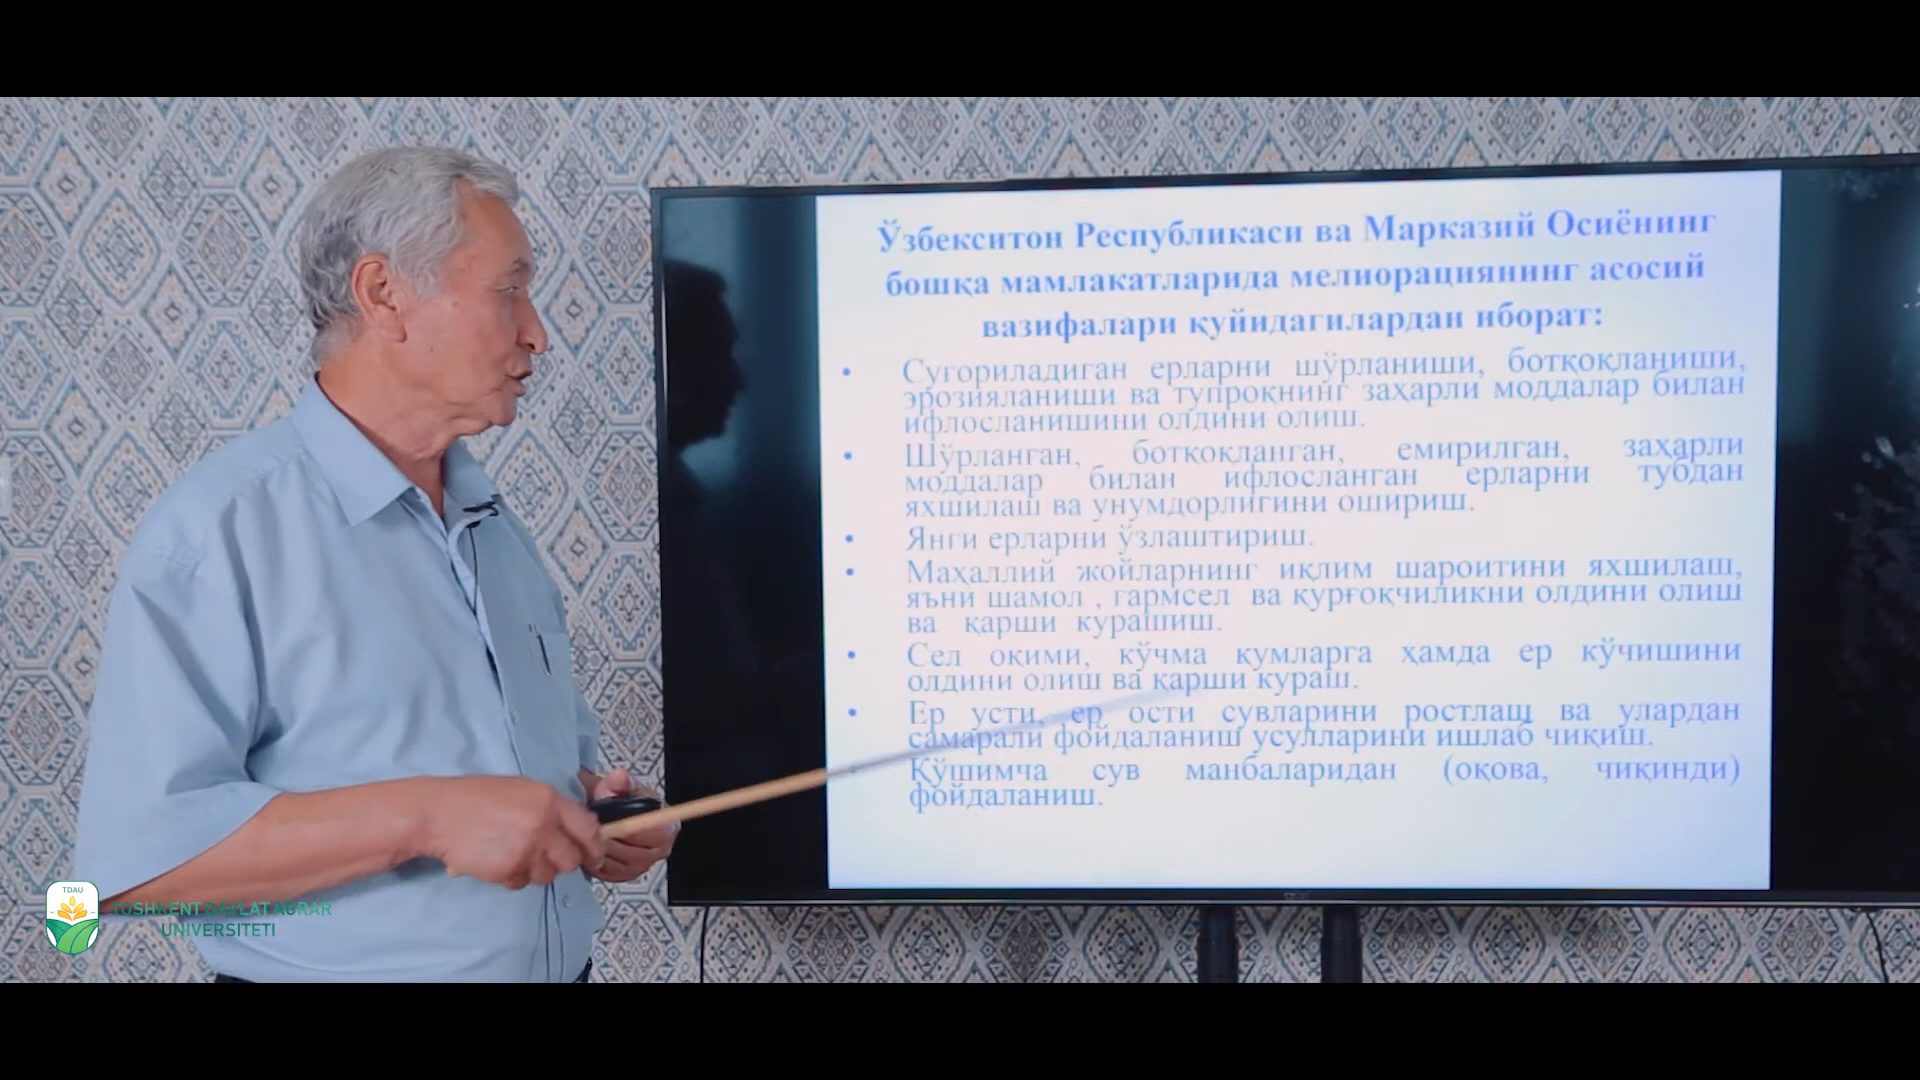 Ўзбекситон Республикаси ва Марказий Осиёнинг
бошқа мамлакатларида мелиорациянинг асосий
вазифалари қуйидагилардан иборат:
• Суғориладиган ерларни шўрланиши, ботқоқланиши,
эрозияланиши ва тупроқнинг заҳарли моддалар билан
ифлосланишини олдини олиш.
• Шўрланган, ботқоқланган, емирилган, заҳарли
моддалар билан ифлосланган ерларни тубдан
яхшилаш ва унумдорлигини ошириш.
• Янги ерларни ўзлаштириш.
• Маҳаллий жойларнинг иқлим шароитини яхшилаш,
яъни шамол , гармсел ва қурғоқчиликни олдини олиш
ва қарши курашиш.
• Сел оқими, кўчма қумларга ҳамда ер кўчишини
олдини олиш ва қарши кураш.
• Ер усти, ер ости сувларини ростлаш ва улардан
самарали фойдаланиш усулларини ишлаб чиқиш.
Қўшимча сув манбаларидан (оқова, чиқинди)
фойдаланиш.
TDAU
TOSHKENT DAVLAT AGRAR
UNIVERSITETI